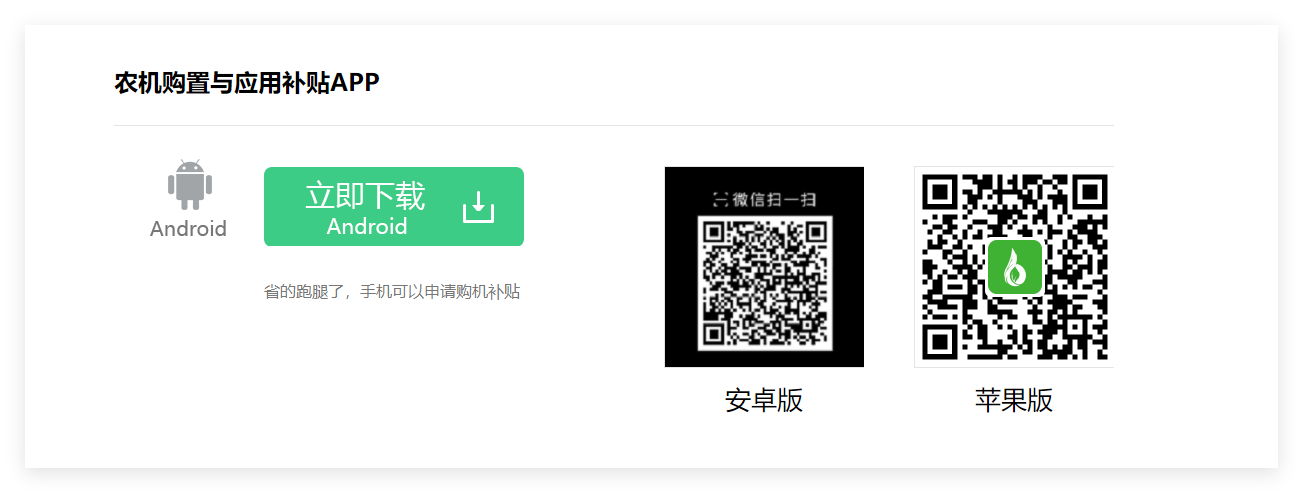 农机购置与应用补贴APP
Android
立即下载
Android
省的跑腿了，手机可以申请购机补贴
微信扫一扫
安卓版
苹果版